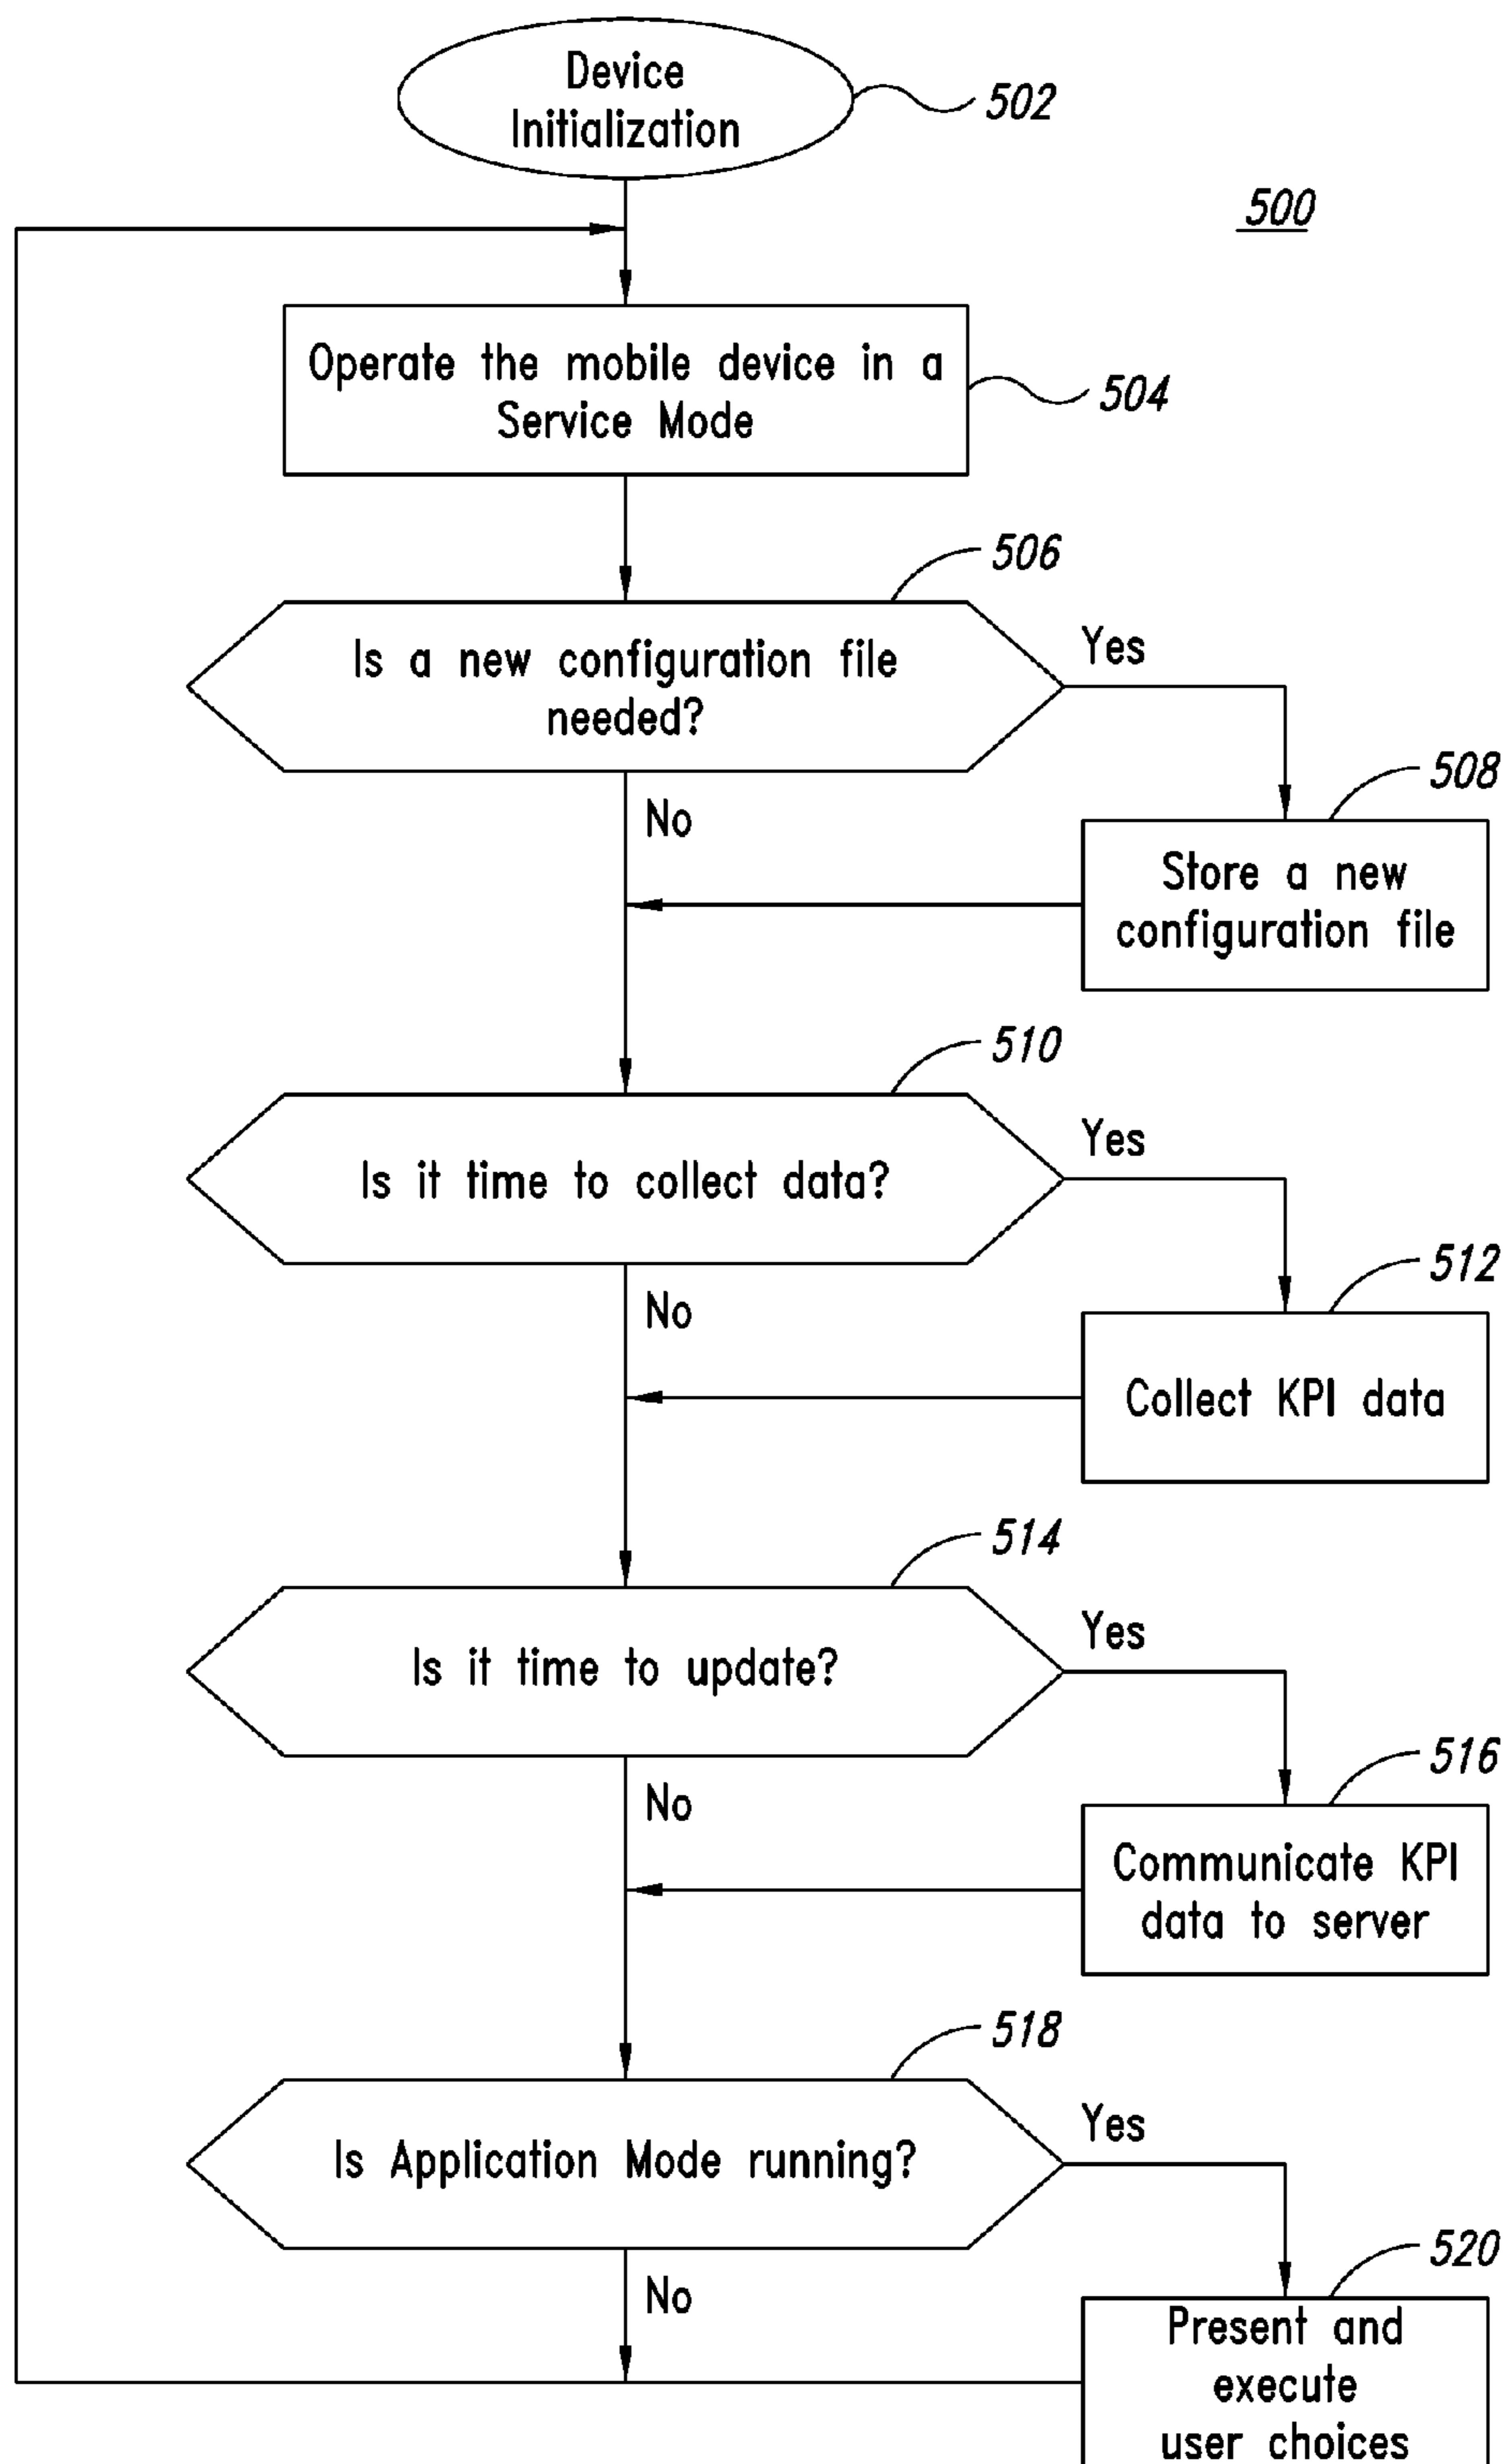 Device
Initialization
502
500
Operate the mobile device in a
Service Mode
504
506
Is a new configuration file
needed?
Yes
No
508
Store a new
configuration file
510
Is it time to collect data?
Yes
No
512
Collect KPI data
514
Is it time to update?
Yes
No
516
Communicate KPI
data to server
518
Is Application Mode running?
Yes
No
520
Present and
execute
user choices